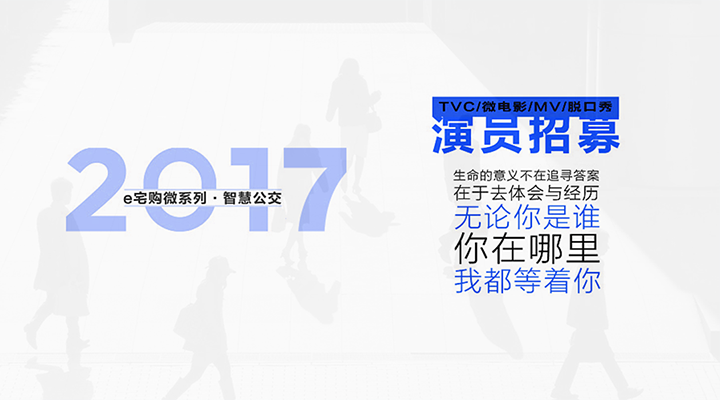 2017
e宅购微系列·智慧公交
TVC/微电影/MV/脱口秀
演员招募
生命的意义不在追寻答案
在于去体会与经历
无论你是谁
你在哪里
我都等着你